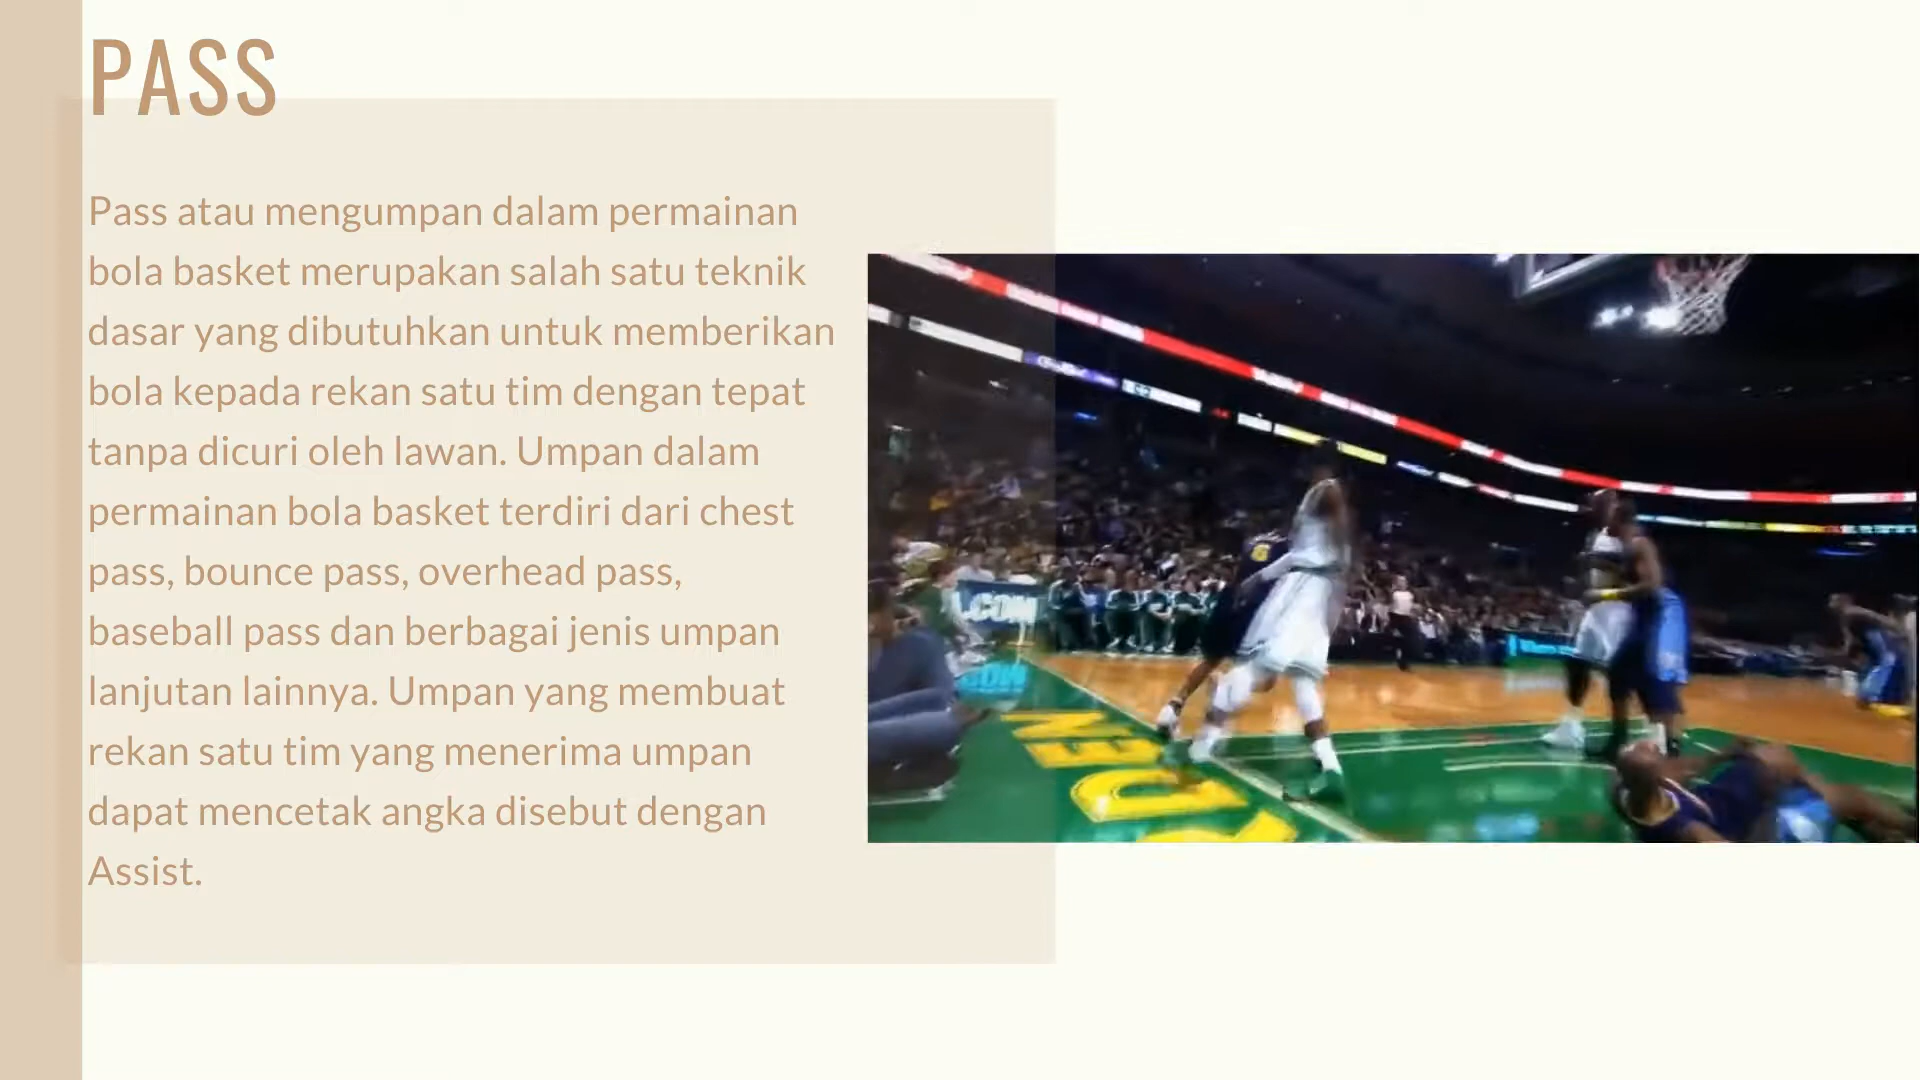 PASS
Pass atau mengumpan dalam permainan
bola basket merupakan salah satu teknik
dasar yang dibutuhkan untuk memberikan
bola kepada rekan satu tim dengan tepat
tanpa dicuri oleh lawan. Umpan dalam
permainan bola basket terdiri dari chest
pass, bounce pass, overhead pass,
baseball pass dan berbagai jenis umpan
lanjutan lainnya. Umpan yang membuat
rekan satu tim yang menerima umpan
dapat mencetak angka disebut dengan
Assist.
.COM